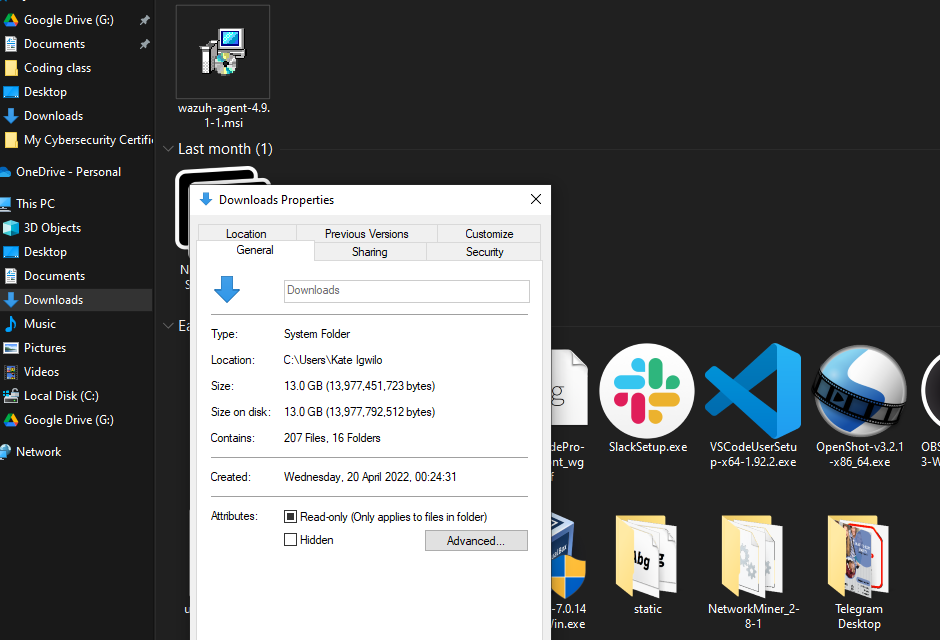 Google Drive (G:)
Documents
Coding class
Desktop
Downloads
My Cybersecurity Certific
OneDrive - Personal
This PC
3D Objects
Desktop
Documents
Downloads
Music
Pictures
Videos
Local Disk (C:)
Google Drive (G:)
Network
wazuh-agent-4.9.
1-1.msi
Last month (1)
N
S
Ea
Downloads Properties
Location
Previous Versions
Customize
General
Sharing
Security
Downloads
Type:
System Folder
Location:
C:\Users\Kate Igwilo
Size:
13.0 GB (13,977,451,723 bytes)
Size on disk:
13.0 GB (13,977,792,512 bytes)
Contains:
207 Files, 16 Folders
Created:
Wednesday, 20 April 2022, 00:24:31
Attributes:
Read-only (Only applies to files in folder)
Hidden
Advanced...
g
dePro-
nt_wg
f
SlackSetup.exe
VSCodeUserSetu
p-x64-1.92.2.exe
OpenShot-v3.2.1
-x86_64.exe
OBS
3-W
u
-7.0.14
Win.exe
Abg
g
static
NetworkMiner_2-
8-1
Telegram
Desktop